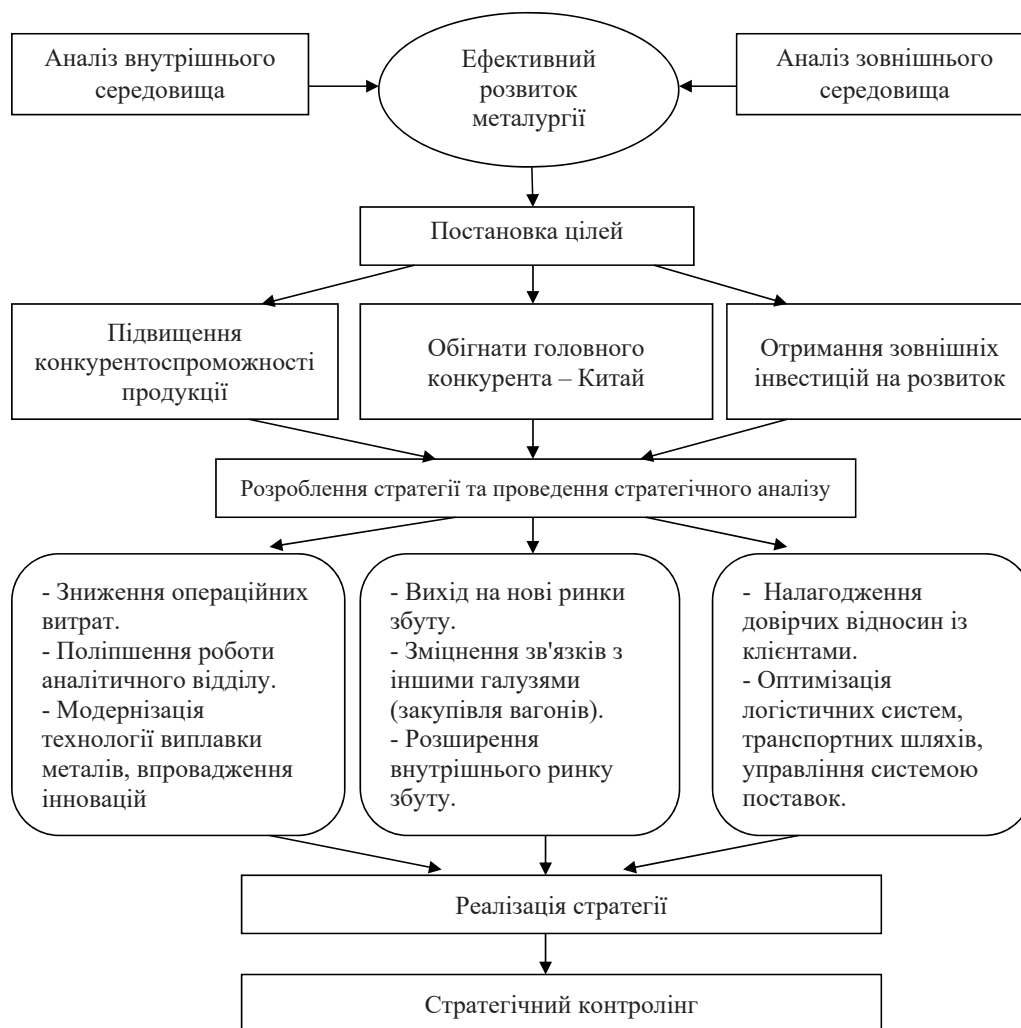 Аналіз внутрішнього
середовища
Ефективний
розвиток
металургії
Аналіз зовнішнього
середовища
Постановка цілей
Підвищення
конкурентоспроможності
продукції
Обігнати головного
конкурента – Китай
Отримання зовнішніх
інвестицій на розвиток
Розроблення стратегії та проведення стратегічного аналізу
- Зниження операційних
витрат.
- Поліпшення роботи
аналітичного відділу.
- Модернізація
технології виплавки
металів, впровадження
інновацій
- Вихід на нові ринки
збуту.
- Зміцнення зв'язків з
іншими галузями
(закупівля вагонів).
- Розширення
внутрішнього ринку
збуту.
- Налагодження
довірчих відносин із
клієнтами.
- Оптимізація
логістичних систем,
транспортних шляхів,
управління системою
поставок.
Реалізація стратегії
Стратегічний контролінг